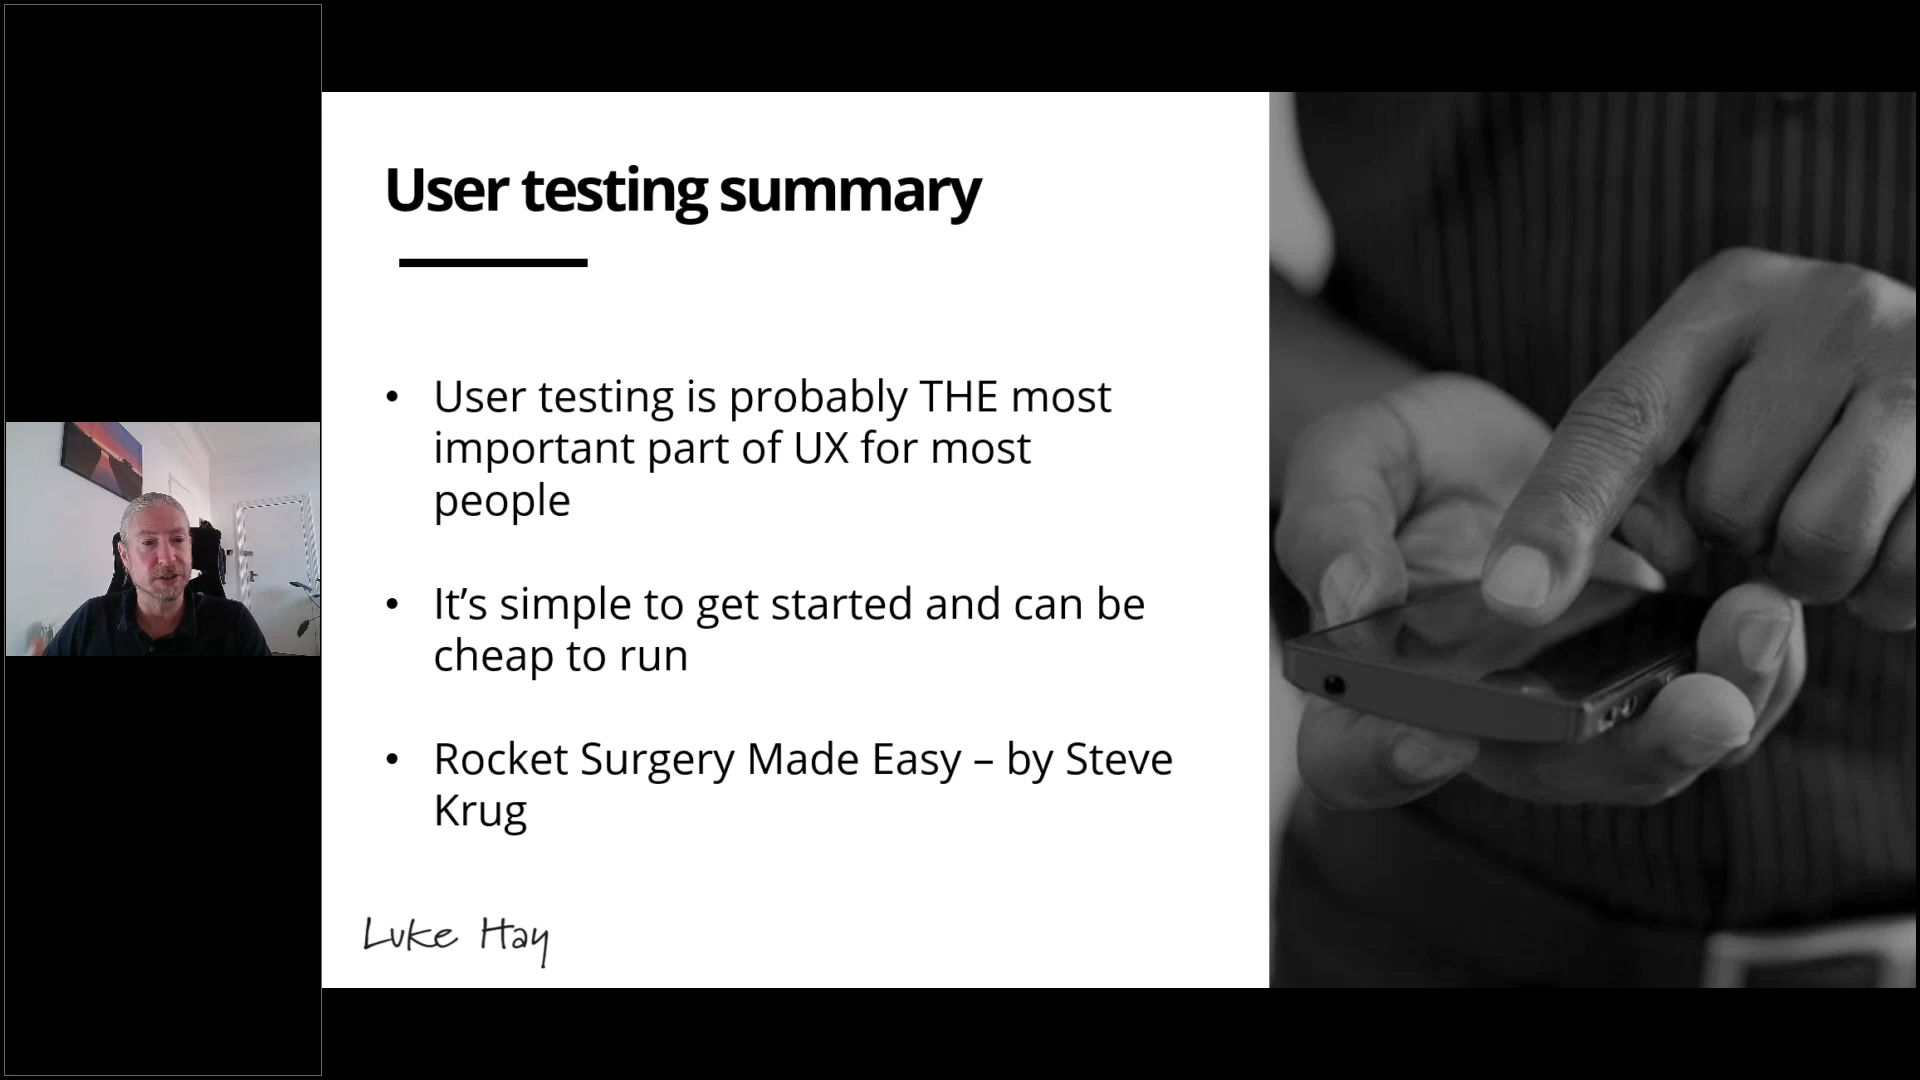 User testing summary
• User testing is probably THE most
important part of UX for most
people
• It’s simple to get started and can be
cheap to run
• Rocket Surgery Made Easy – by Steve
Krug
Luke Hay